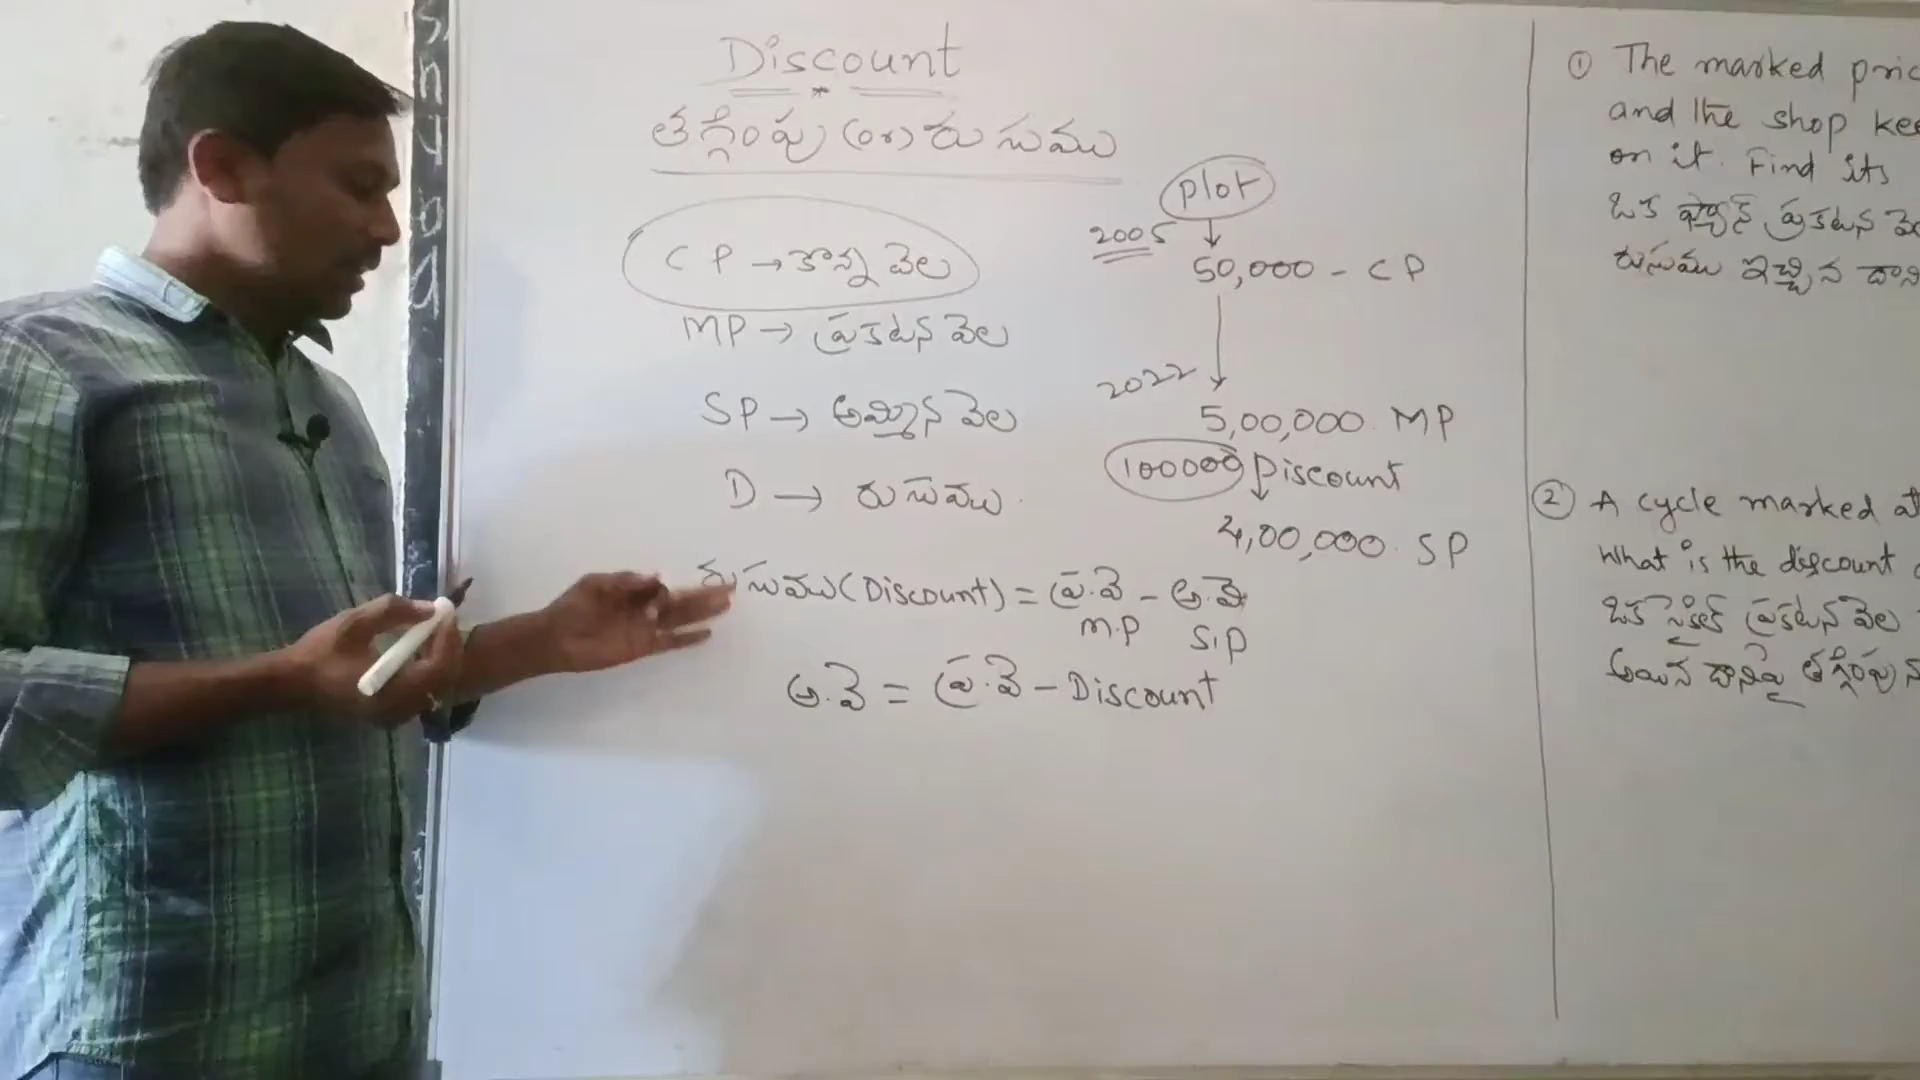 Discount
తగ్గింపు (or) రుసుము
CP → కొన్న వెల
MP → ప్రకటన వెల
SP → అమ్మిన వెల
D → రుసుము
plot
2005
50,000 - CP
2022
5,00,000 MP
100000 Discount
4,00,000 SP
రుసుము (Discount) = ప్ర.వె - అ.వె
M.P S.P
అ.వె = ప్ర.వె - Discount
① The marked pric
and the shop kee
on it. Find its
ఒక ఫ్యాన్ ప్రకటన వె
రుసుము ఇచ్చిన దాని
② A cycle marked at
What is the discount
ఒక సైకిల్ ప్రకటన వెల
అయిన దానిపై తగ్గింపు